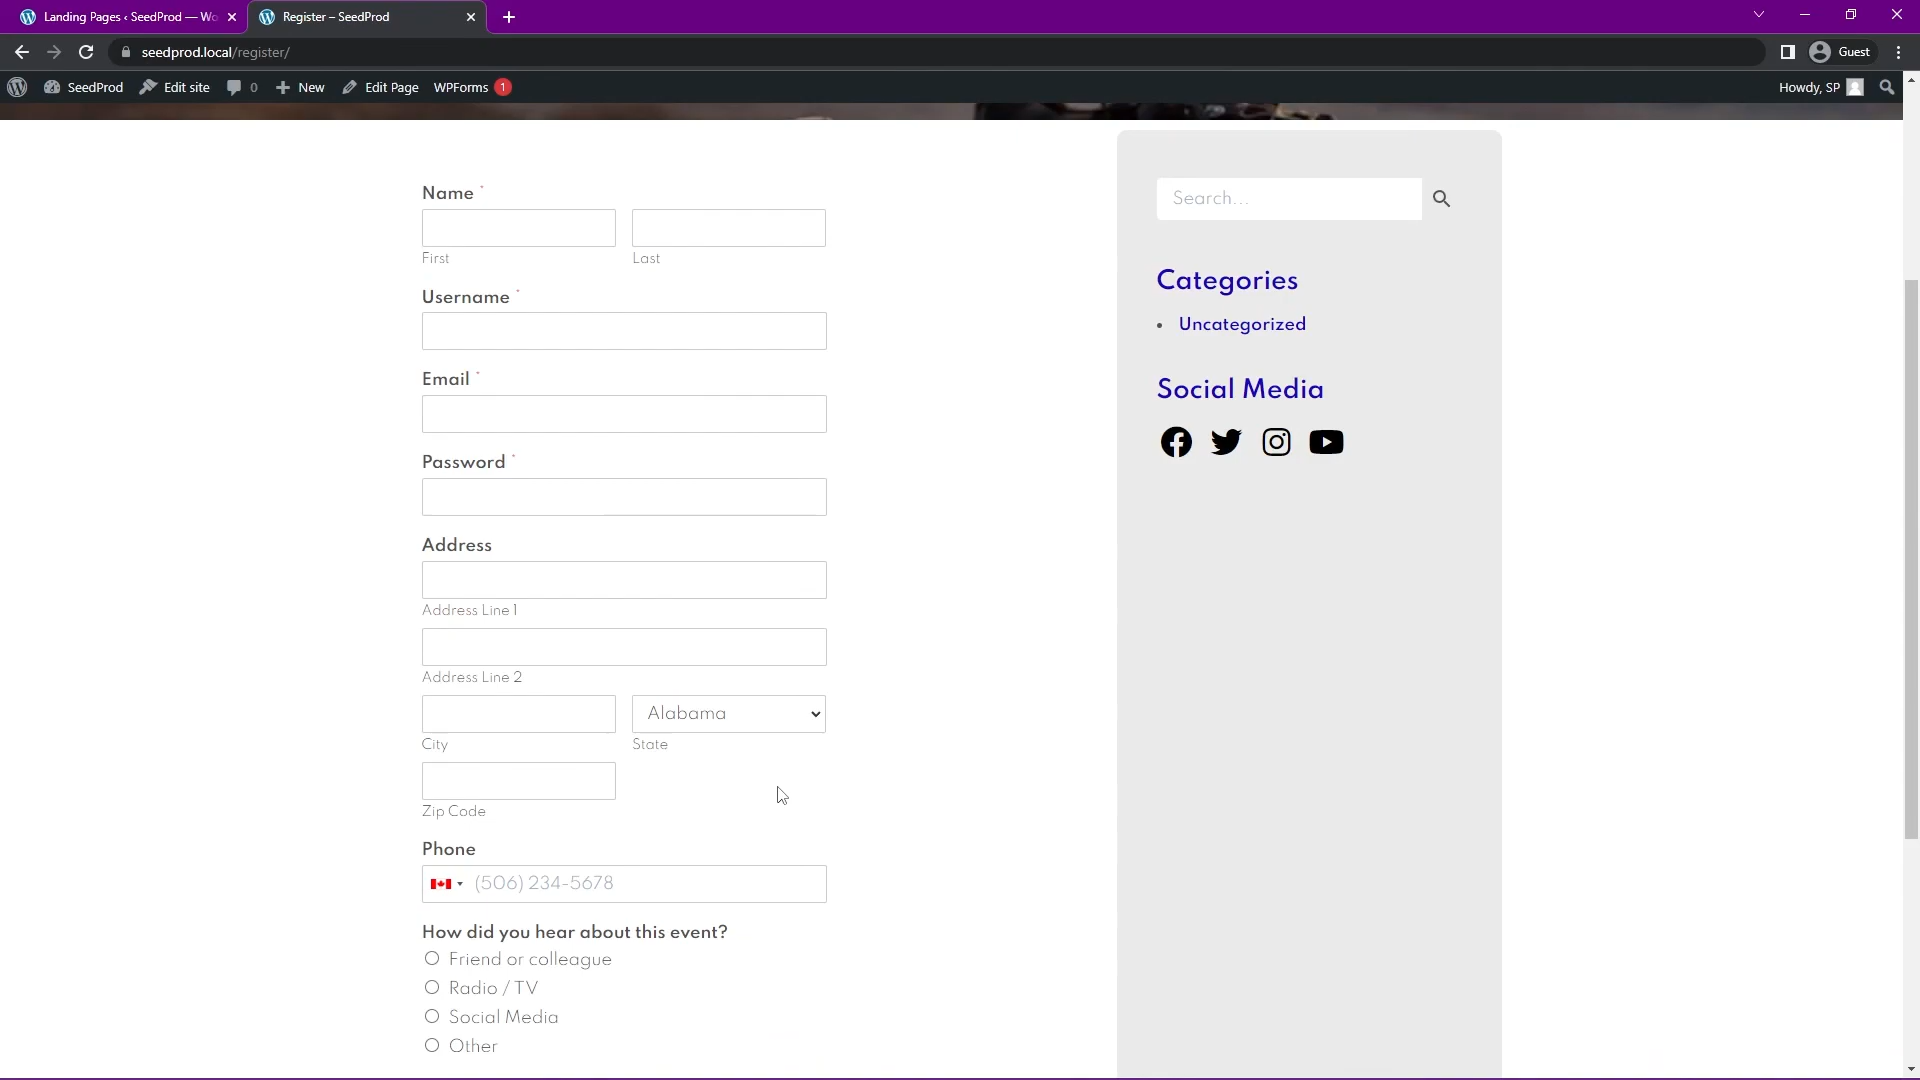 Landing Pages ‹ SeedProd — Wo
Register – SeedProd
seedprod.local/register/
Guest
SeedProd
Edit site
0
New
Edit Page
WPForms 1
Howdy, SP
Name *
First
Last
Username *
Email *
Password *
Address
Address Line 1
Address Line 2
City
Alabama
State
Zip Code
Phone
(506) 234-5678
How did you hear about this event?
Friend or colleague
Radio / TV
Social Media
Other
Search...
Categories
Uncategorized
Social Media